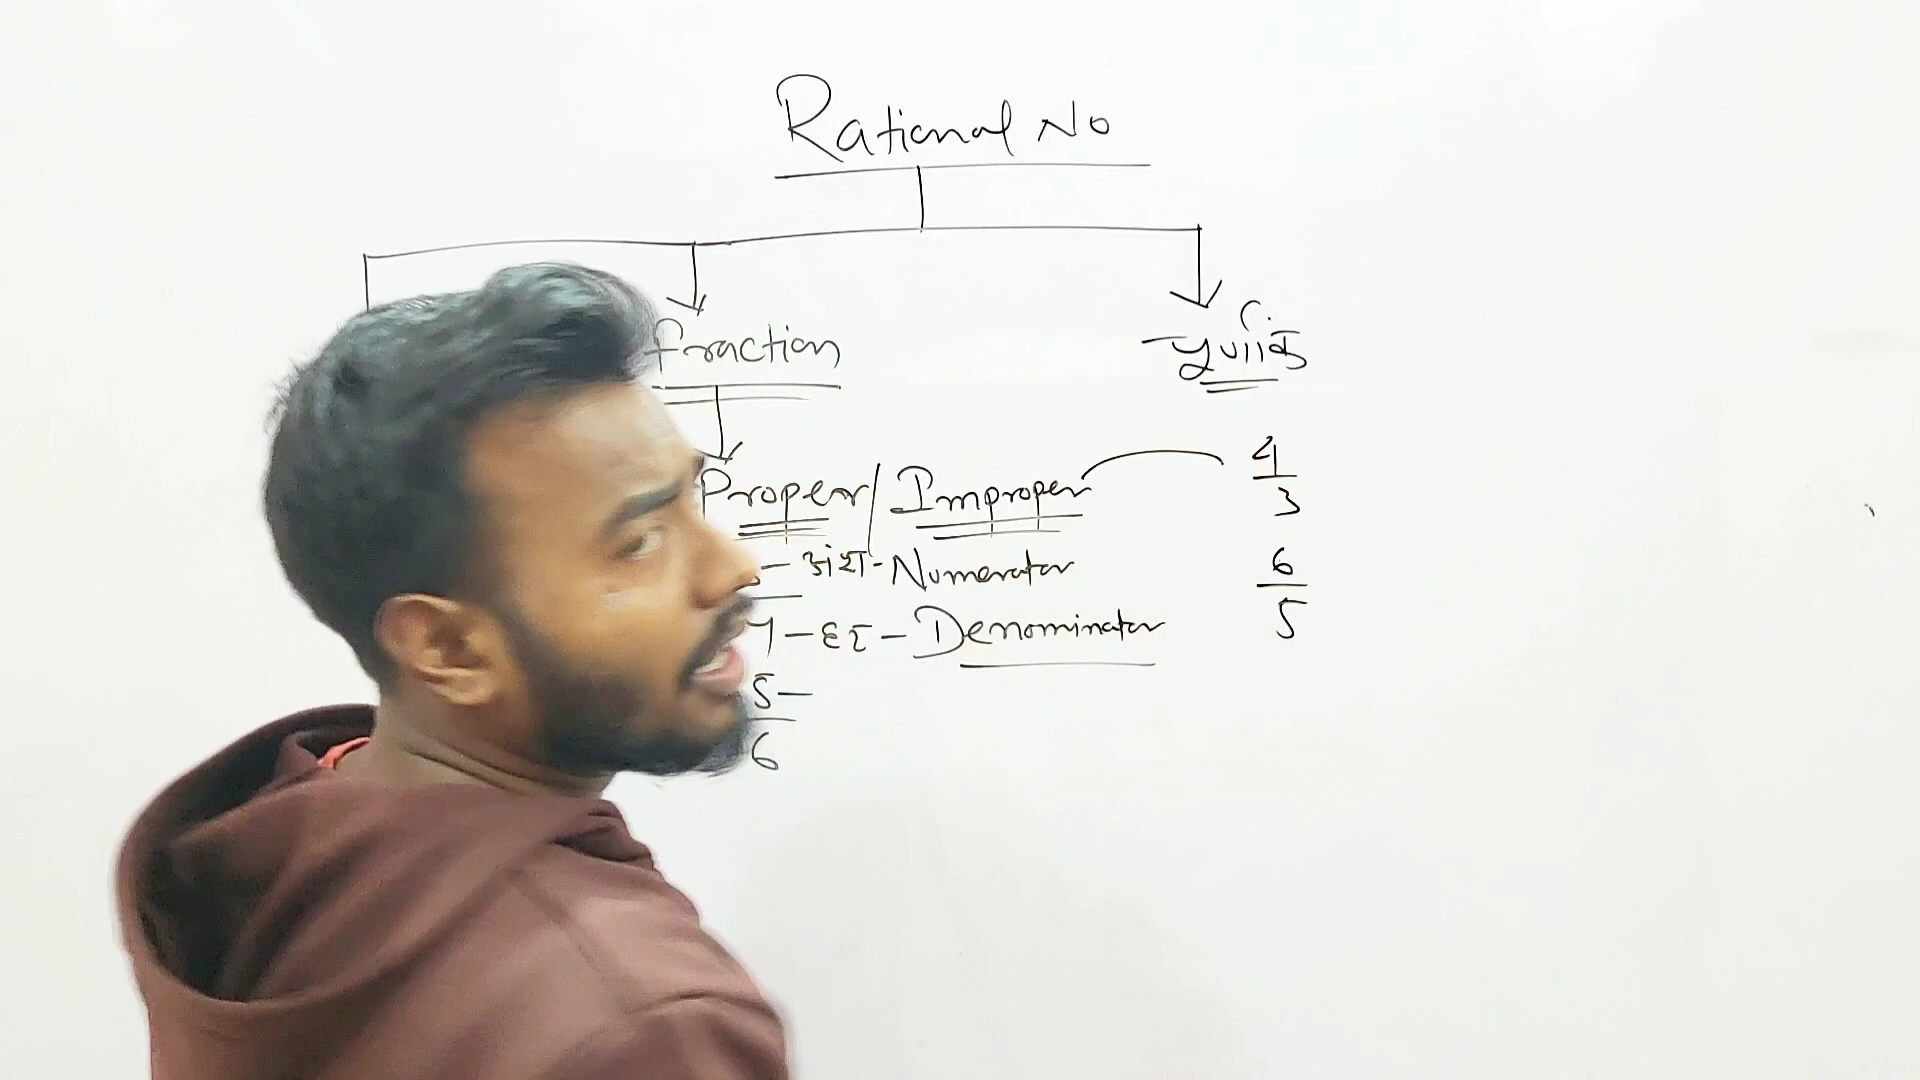 Rational No
fraction
पूर्णांक
Proper/Improper
4/3
- अंश - Numerator
6/5
- हर - Denominator
5 -
6